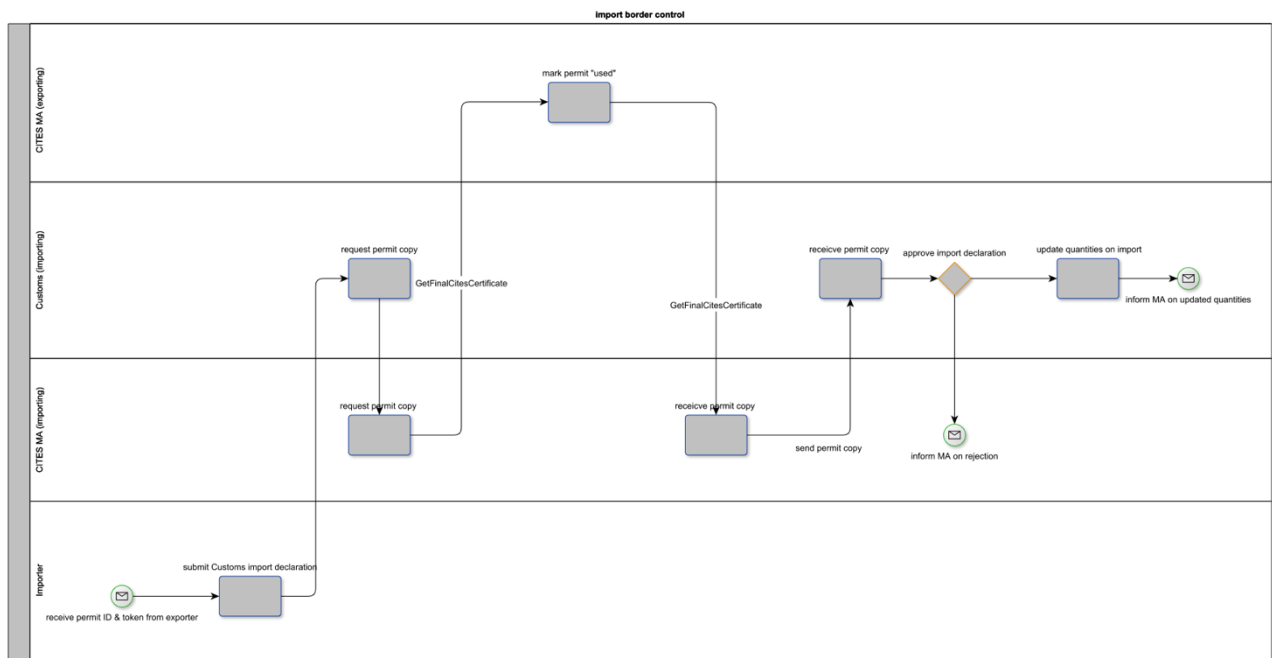 import border control
CITES MA (exporting)
mark permit "used"
Customs (importing)
request permit copy
GetFinalCitesCertificate
GetFinalCitesCertificate
receicve permit copy
approve import declaration
update quantities on import
inform MA on updated quantities
CITES MA (importing)
request permit copy
receicve permit copy
send permit copy
inform MA on rejection
Importer
submit Customs import declaration
receive permit ID & token from exporter